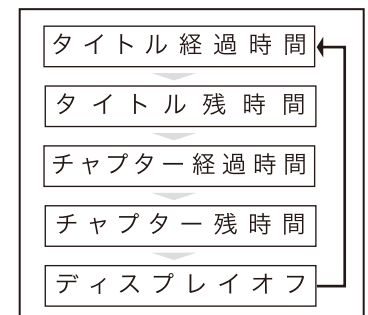 タイトル経過時間
タイトル残時間
チャプター経過時間
チャプター残時間
ディスプレイオフ